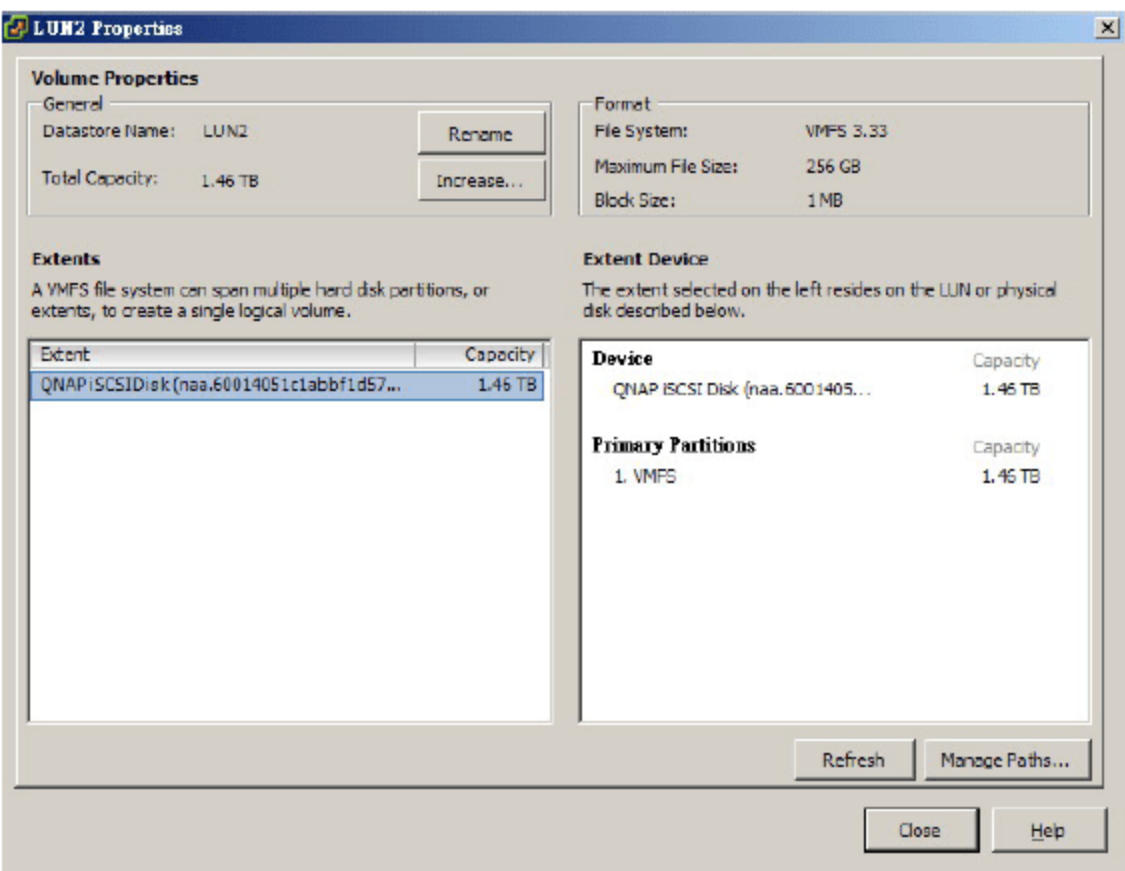 LUN2 Properties
Volume Properties
General
Datastore Name: LUN2
Rename
Total Capacity: 1.46 TB
Increase...
Format
File System: VMFS 3.33
Maximum File Size: 256 GB
Block Size: 1 MB
Extents
A VMFS file system can span multiple hard disk partitions, or
extents, to create a single logical volume.
Extent Capacity
QNAP iSCSI Disk (naa.60014051c1abbf1d57... 1.46 TB
Extent Device
The extent selected on the left resides on the LUN or physical
disk described below.
Device Capacity
QNAP iSCSI Disk (naa.6001405... 1.46 TB
Primary Partitions Capacity
1. VMFS 1.46 TB
Refresh
Manage Paths...
Close
Help